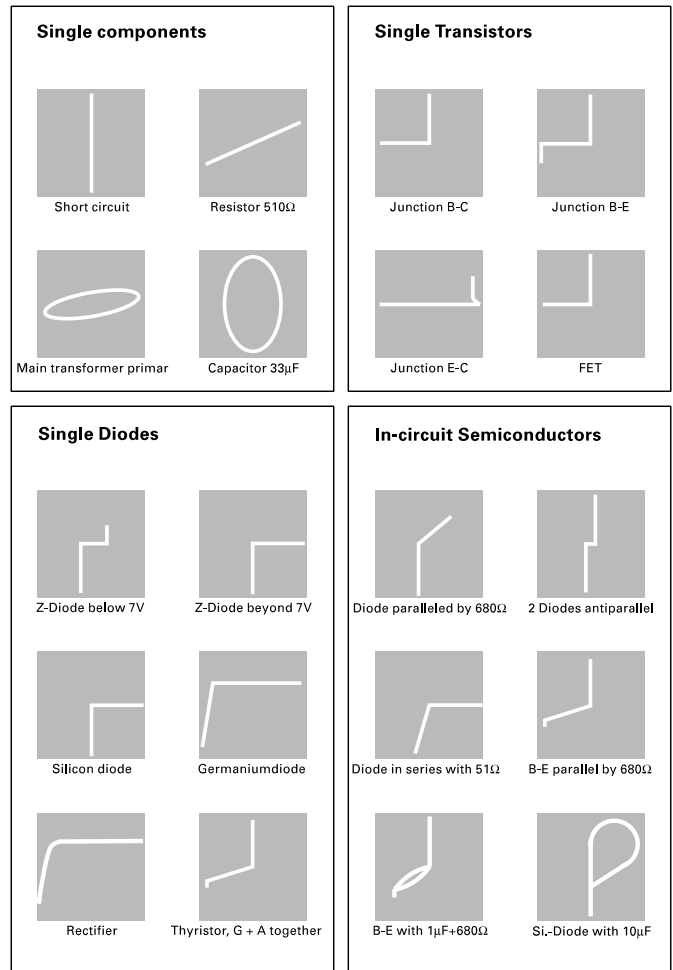 Single components
Short circuit
Resistor 510Ω
Main transformer primar
Capacitor 33µF
Single Transistors
Junction B-C
Junction B-E
Junction E-C
FET
Single Diodes
Z-Diode below 7V
Z-Diode beyond 7V
Silicon diode
Germaniumdiode
Rectifier
Thyristor, G + A together
In-circuit Semiconductors
Diode paralleled by 680Ω
2 Diodes antiparallel
Diode in series with 51Ω
B-E parallel by 680Ω
B-E with 1µF+680Ω
Si.-Diode with 10µF